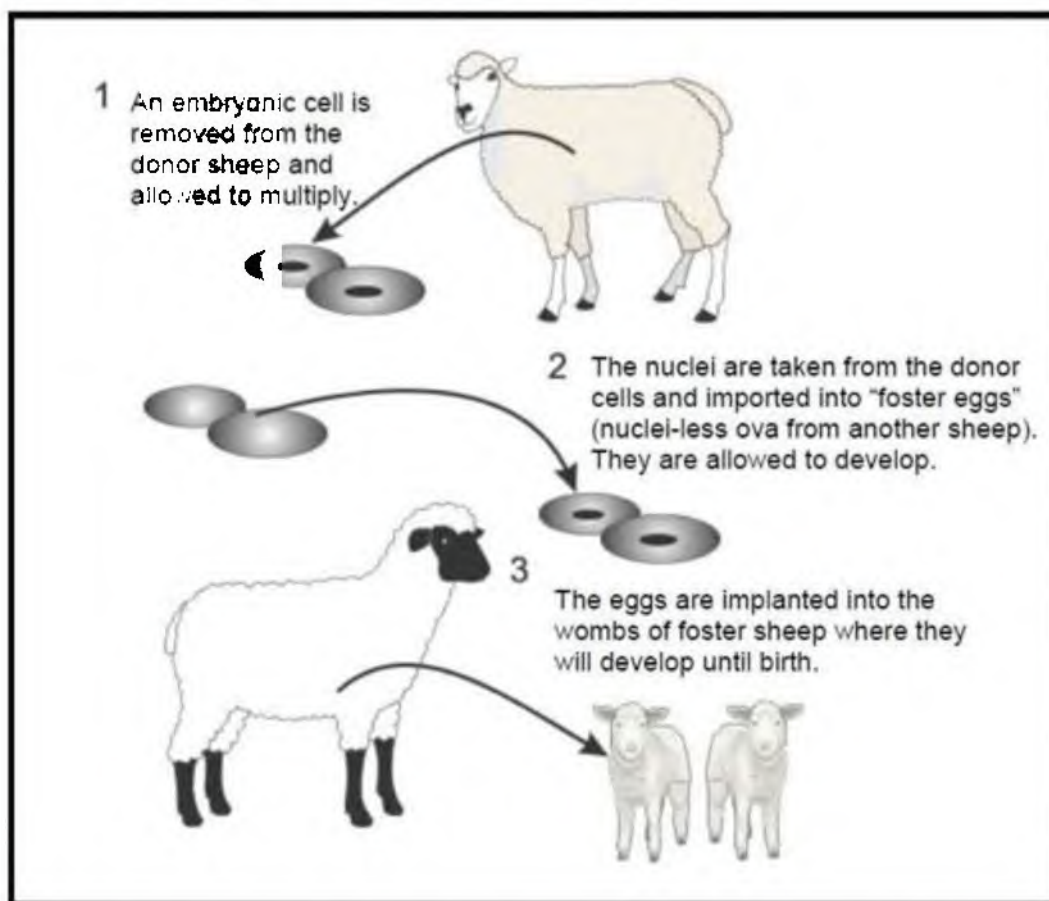 1 An embryonic cell is
removed from the
donor sheep and
allowed to multiply.
2 The nuclei are taken from the donor
cells and imported into "foster eggs"
(nuclei-less ova from another sheep).
They are allowed to develop.
3
The eggs are implanted into the
wombs of foster sheep where they
will develop until birth.